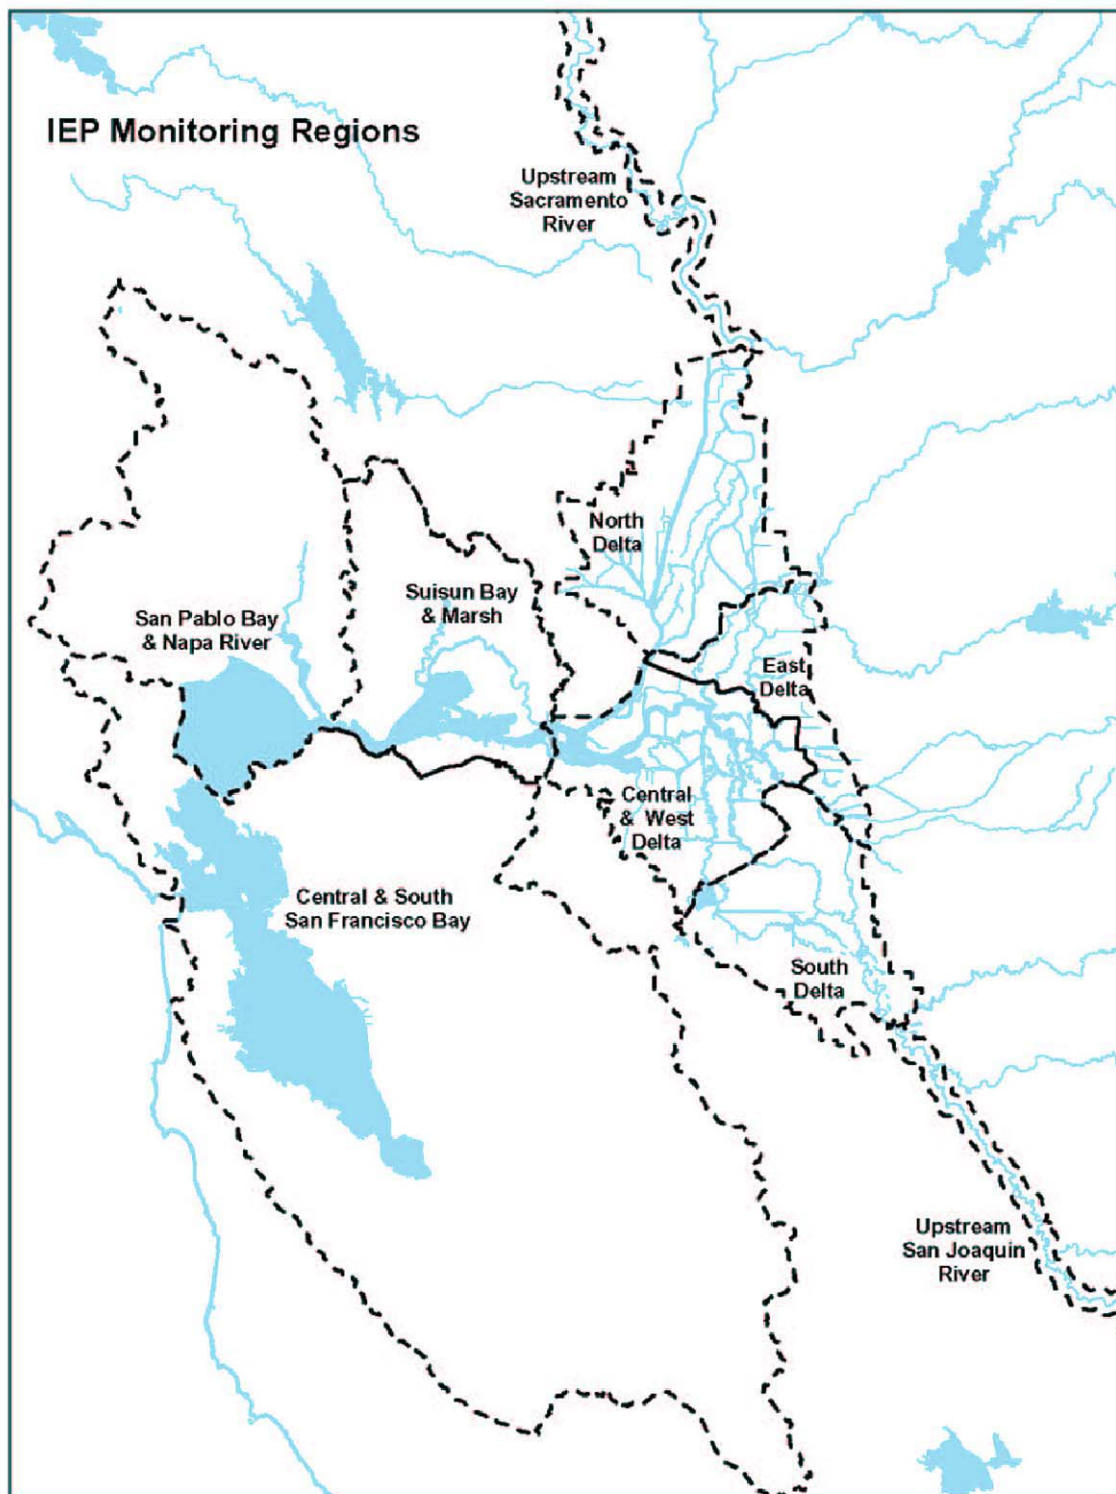 IEP Monitoring Regions
Upstream
Sacramento
River
North
Delta
Suisun Bay
& Marsh
San Pablo Bay
& Napa River
East
Delta
Central
& West
Delta
Central & South
San Francisco Bay
South
Delta
Upstream
San Joaquin
River